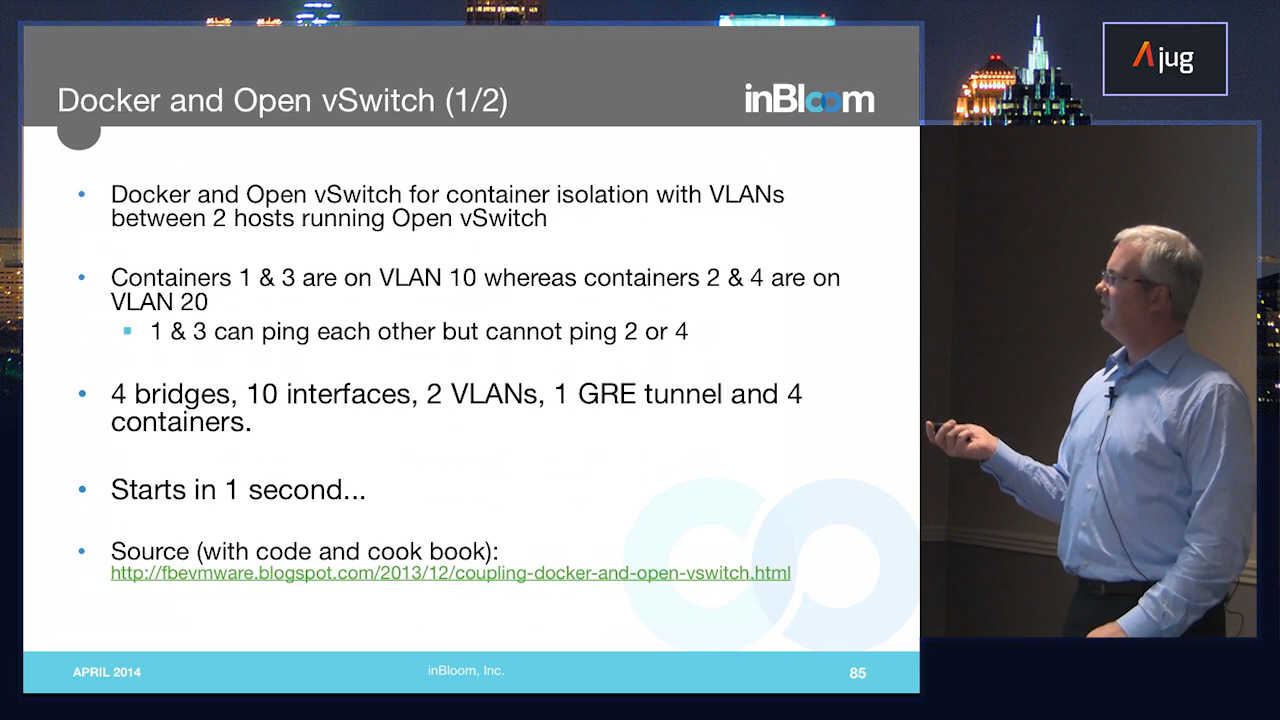 Docker and Open vSwitch (1/2)
inBloom
Ajug
Docker and Open vSwitch for container isolation with VLANs
between 2 hosts running Open vSwitch
Containers 1 & 3 are on VLAN 10 whereas containers 2 & 4 are on
VLAN 20
1 & 3 can ping each other but cannot ping 2 or 4
4 bridges, 10 interfaces, 2 VLANs, 1 GRE tunnel and 4
containers.
Starts in 1 second...
Source (with code and cook book):
http://fbevmware.blogspot.com/2013/12/coupling-docker-and-open-vswitch.html
APRIL 2014
inBloom, Inc.
85